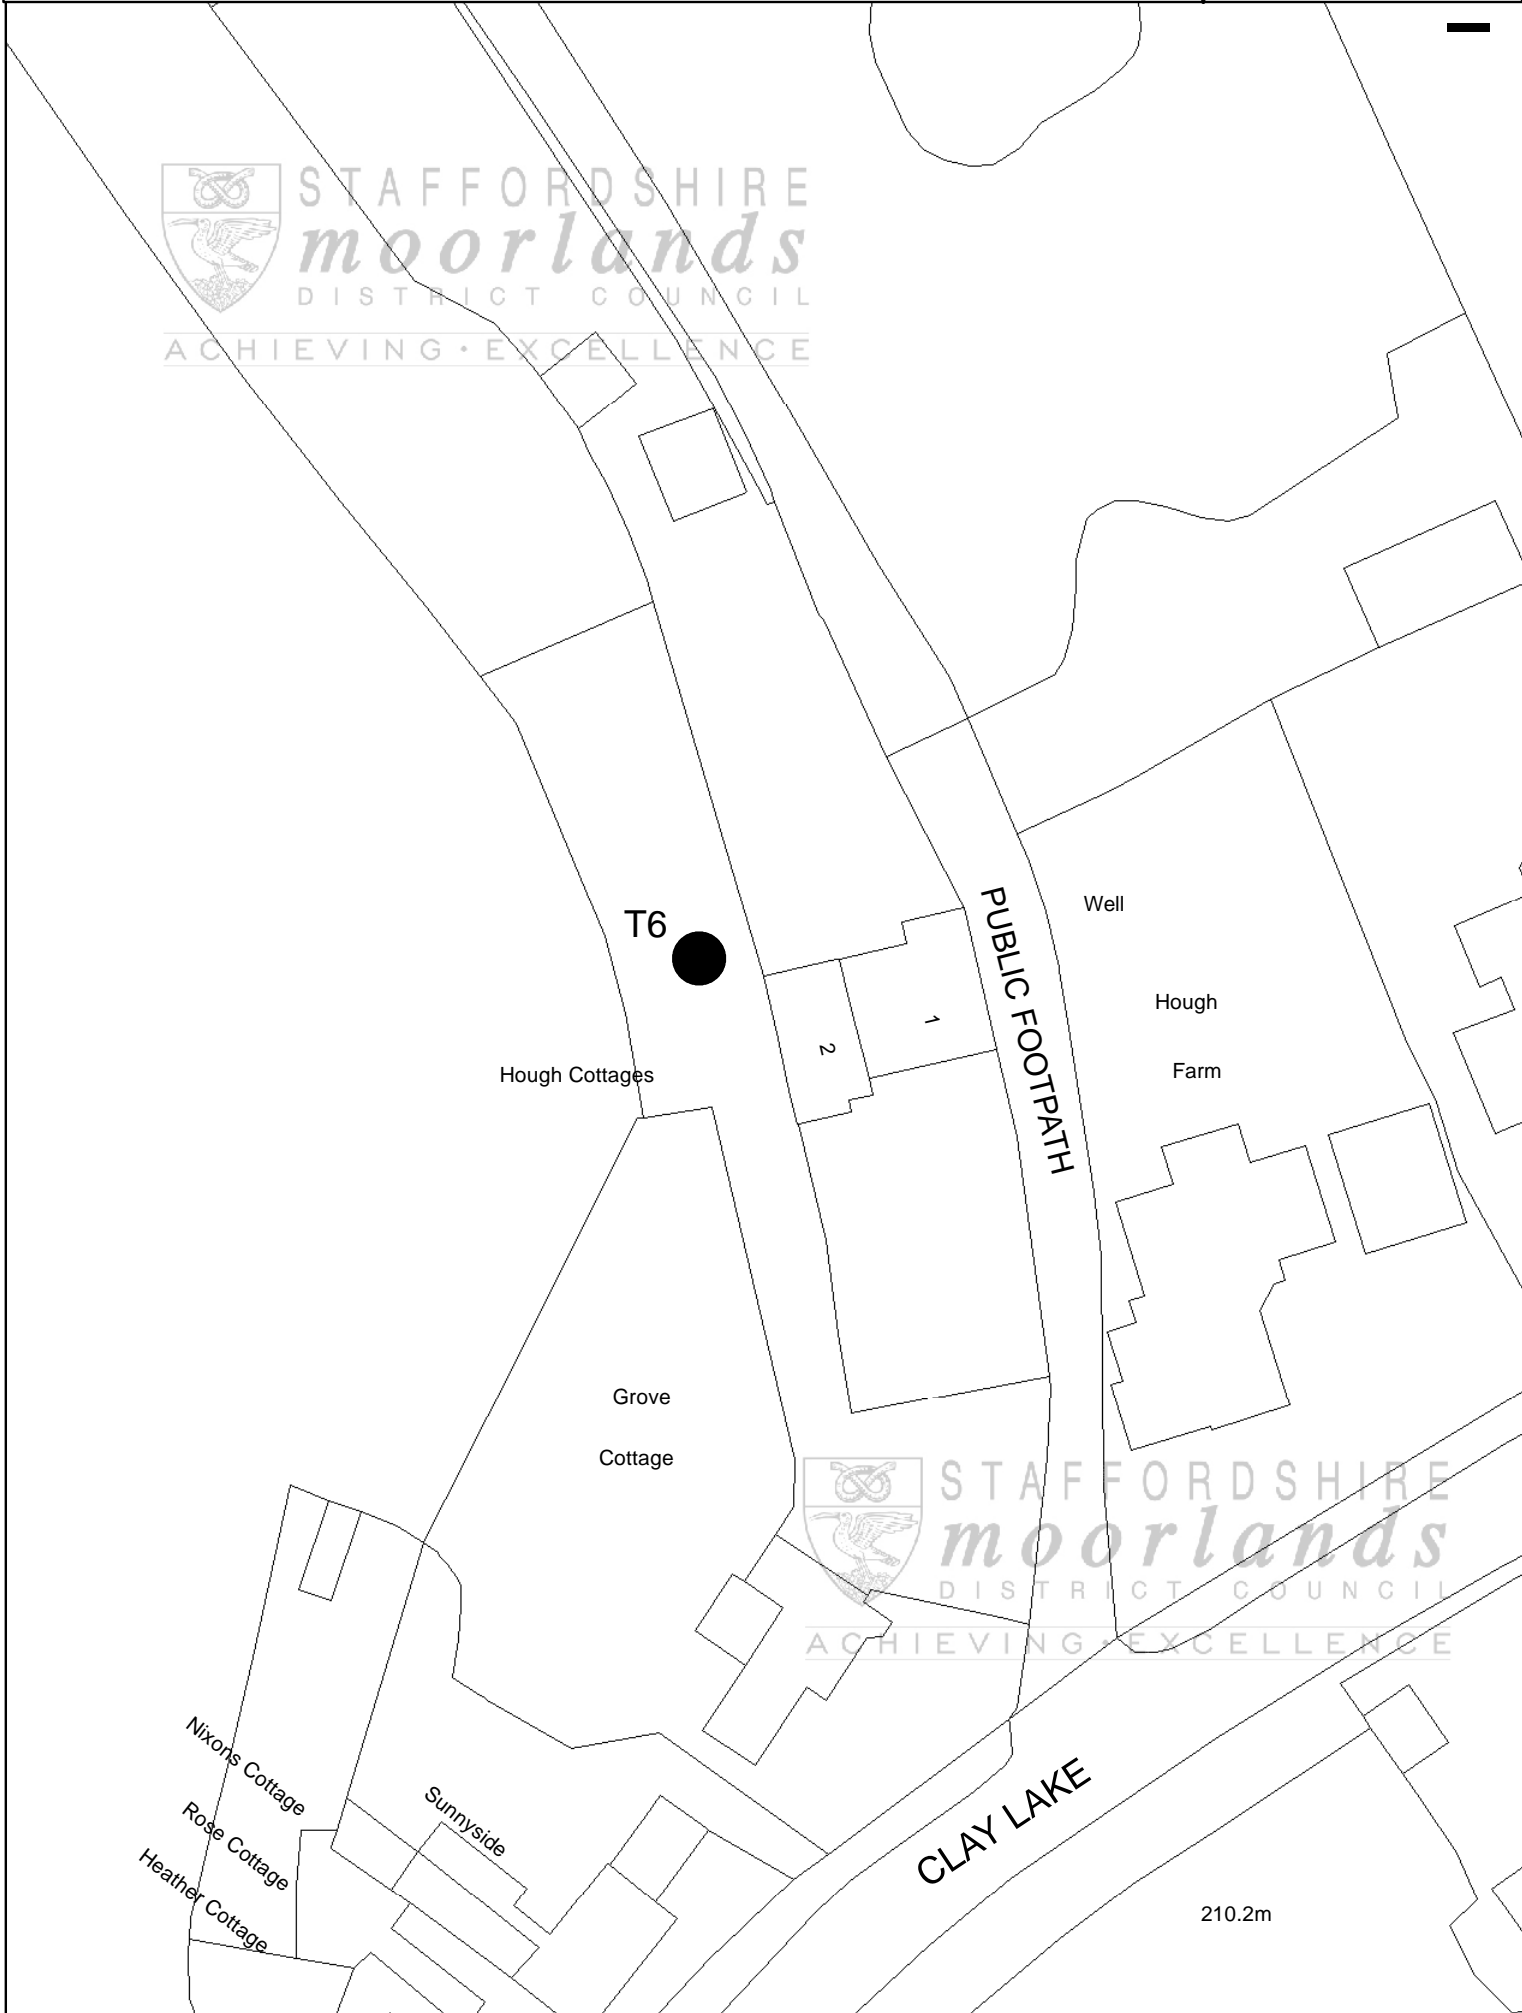 STAFFORDSHIRE
moorlands
DISTRICT COUNCIL
ACHIEVING · EXCELLENCE
T6
PUBLIC FOOTPATH
Well
Hough
Farm
1
2
Hough Cottages
Grove
Cottage
STAFFORDSHIRE
moorlands
DISTRICT COUNCIL
ACHIEVING · EXCELLENCE
Nixons Cottage
Rose Cottage
Heather Cottage
Sunnyside
CLAY LAKE
210.2m